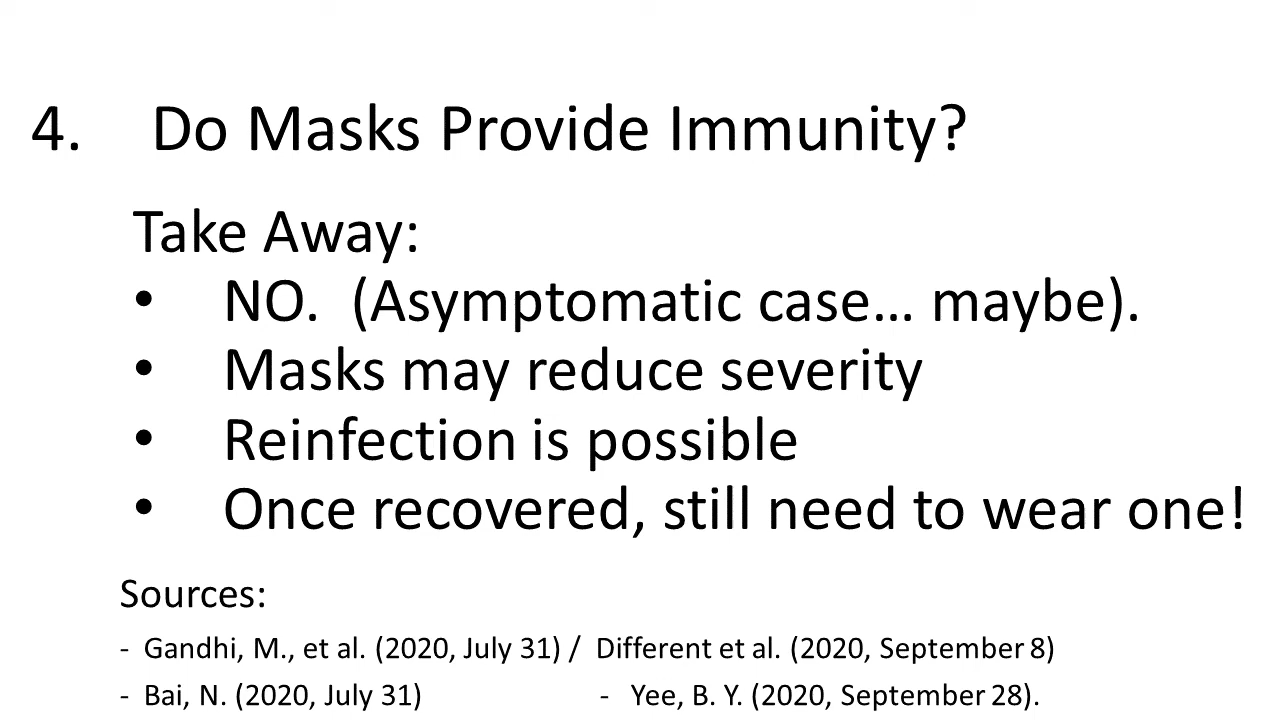 4. Do Masks Provide Immunity?
Take Away:
• NO. (Asymptomatic case... maybe).
• Masks may reduce severity
• Reinfection is possible
• Once recovered, still need to wear one!
Sources:
- Gandhi, M., et al. (2020, July 31) / Different et al. (2020, September 8)
- Bai, N. (2020, July 31) - Yee, B. Y. (2020, September 28).